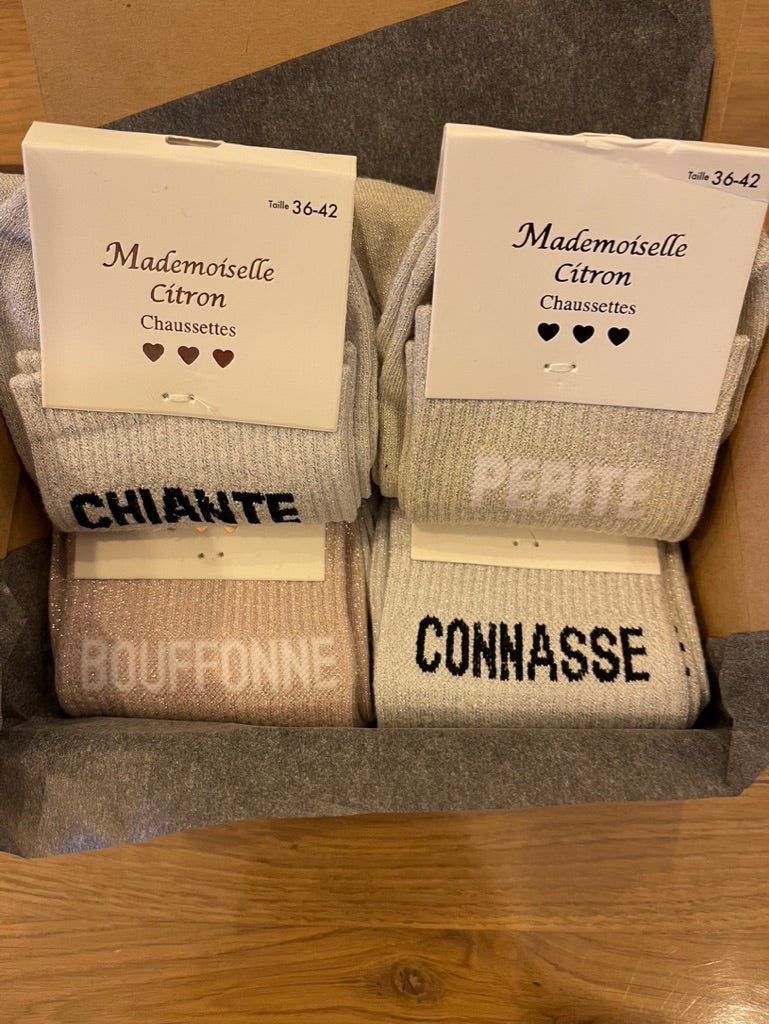 Taille 36-42
Mademoiselle
Citron
Chaussettes
CHIANTE
Taille 36-42
Mademoiselle
Citron
Chaussettes
PEPITE
BOUFFONNE
CONNASSE